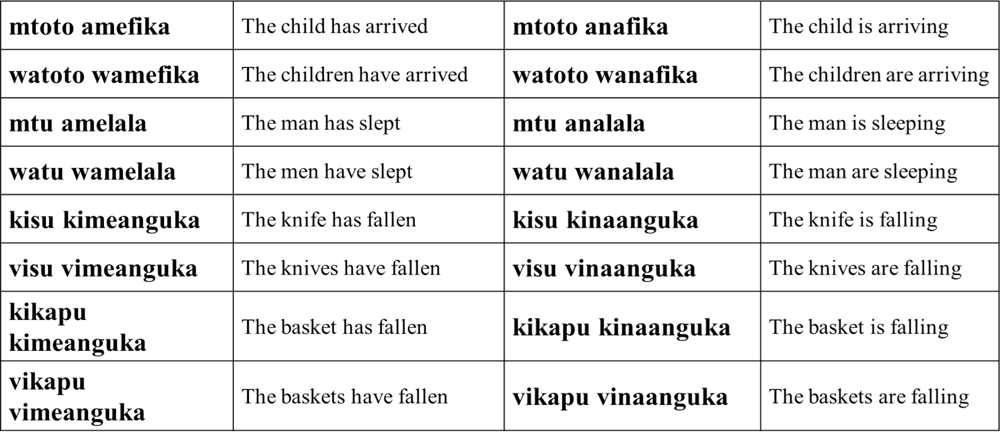 mtoto amefika The child has arrived mtoto anafika The child is arriving
watoto wamefika The children have arrived watoto wanafika The children are arriving
mtu amelala The man has slept mtu analala The man is sleeping
watu wamelala The men have slept watu wanalala The man are sleeping
kisu kimeanguka The knife has fallen kisu kinaanguka The knife is falling
visu vimeanguka The knives have fallen visu vinaanguka The knives are falling
kikapu
kimeanguka The basket has fallen kikapu kinaanguka The basket is falling
vikapu
vimeanguka The baskets have fallen vikapu vinaanguka The baskets are falling